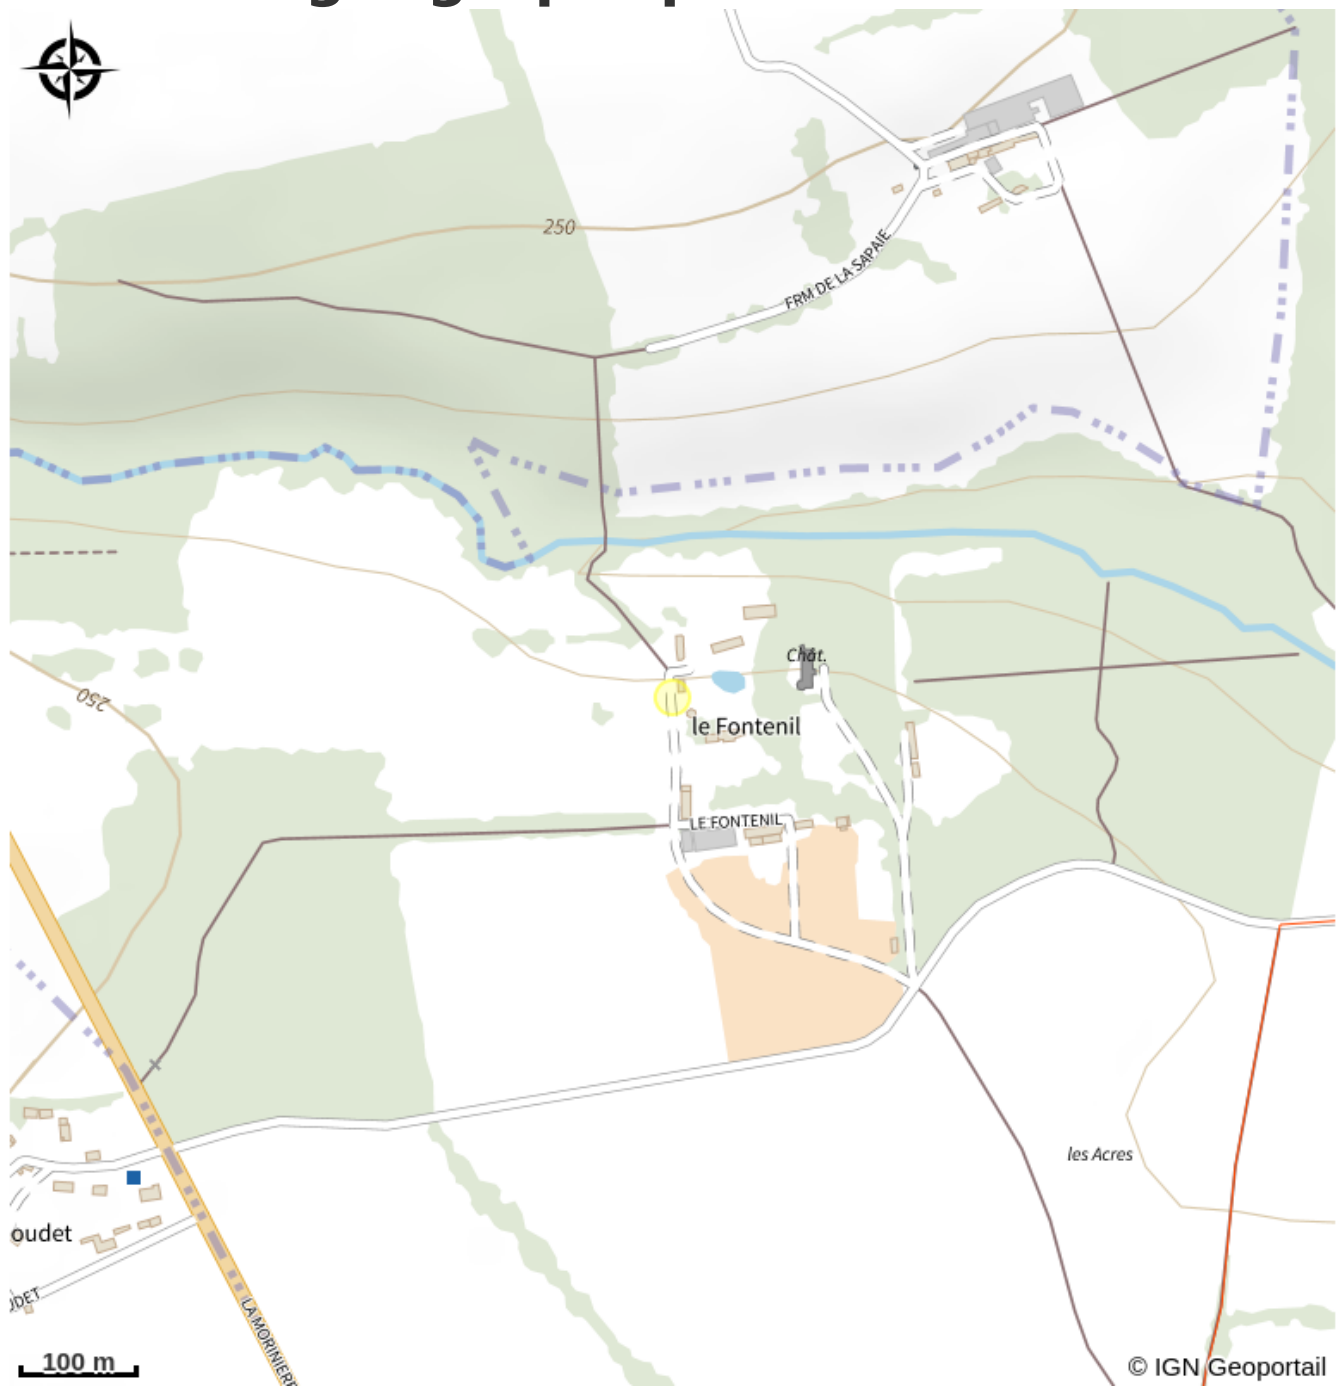 250
FRM DE LA SAPAIE
Chât.
250
le Fontenil
LE FONTENIL
les Acres
oudet
UDET
LA MORINIERE
100 m
© IGN Geoportail